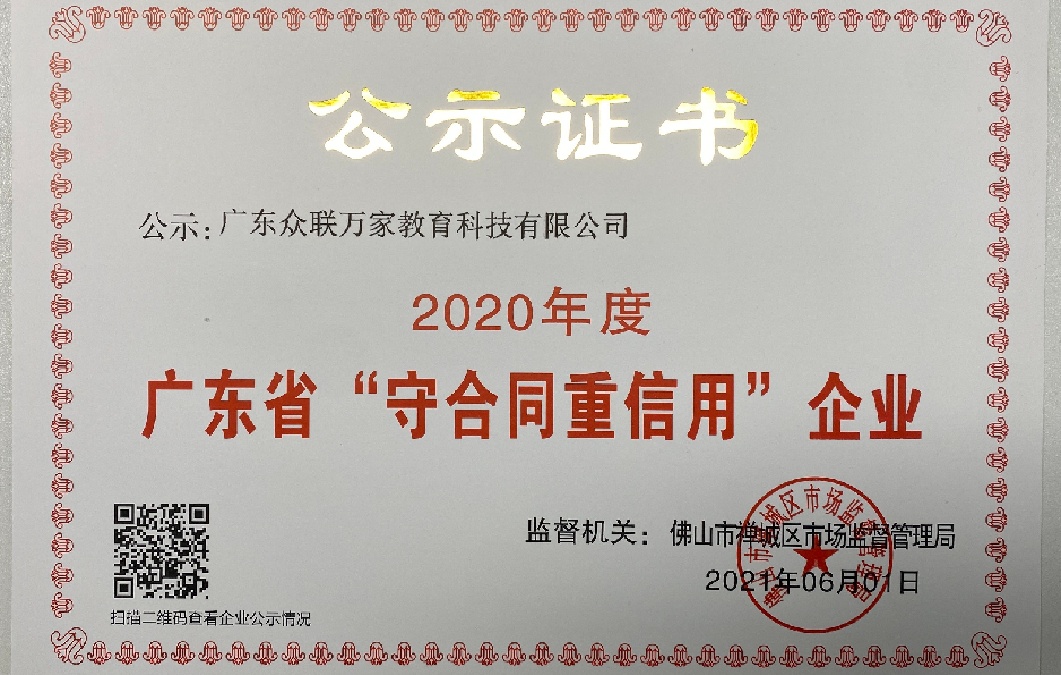 公示证书
公示：广东众联万家教育科技有限公司
2020年度
广东省“守合同重信用”企业
监督机关：佛山市禅城区市场监督管理局
2021年06月01日
扫描二维码查看企业公示情况